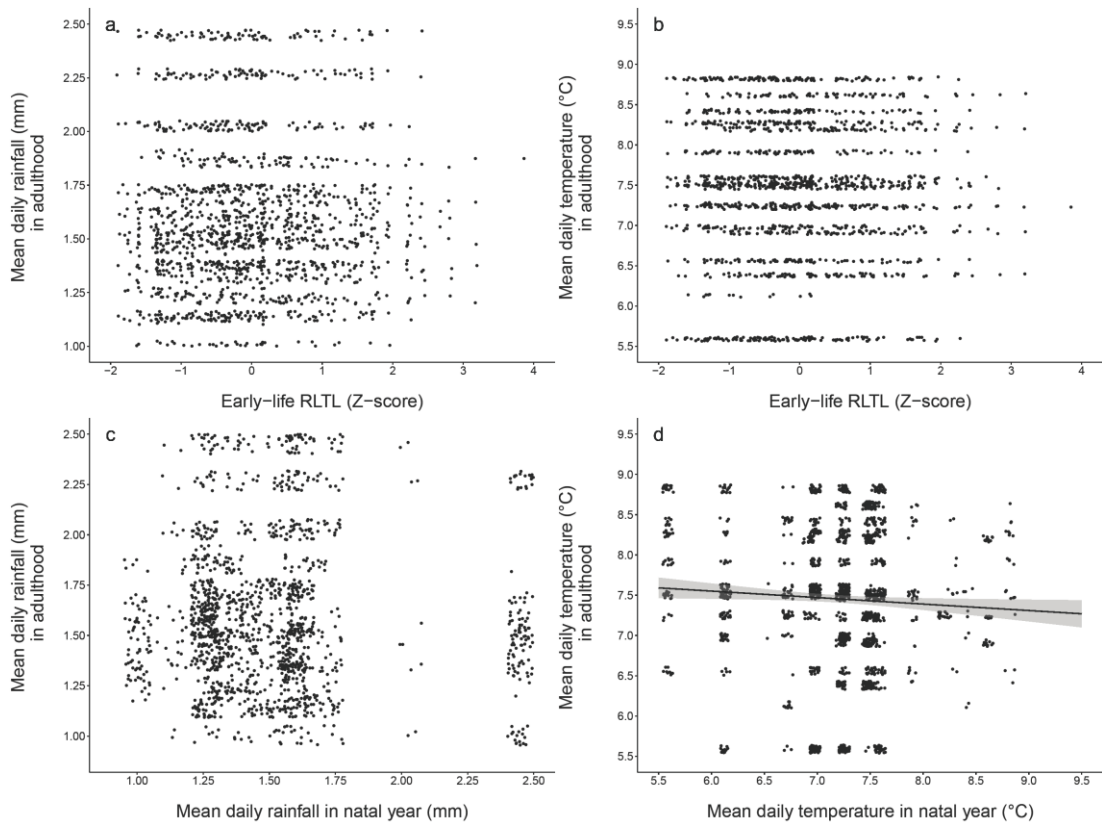 a
2.50
2.25
2.00
1.75
1.50
1.25
1.00
Mean daily rainfall (mm)
in adulthood
−2 −1 0 1 2 3 4
Early−life RLTL (Z−score)
b
9.5
9.0
8.5
8.0
7.5
7.0
6.5
6.0
5.5
Mean daily temperature (°C)
in adulthood
−2 −1 0 1 2 3 4
Early−life RLTL (Z−score)
c
2.50
2.25
2.00
1.75
1.50
1.25
1.00
Mean daily rainfall (mm)
in adulthood
1.00 1.25 1.50 1.75 2.00 2.25 2.50
Mean daily rainfall in natal year (mm)
d
9.5
9.0
8.5
8.0
7.5
7.0
6.5
6.0
5.5
Mean daily temperature (°C)
in adulthood
5.5 6.0 6.5 7.0 7.5 8.0 8.5 9.0 9.5
Mean daily temperature in natal year (°C)